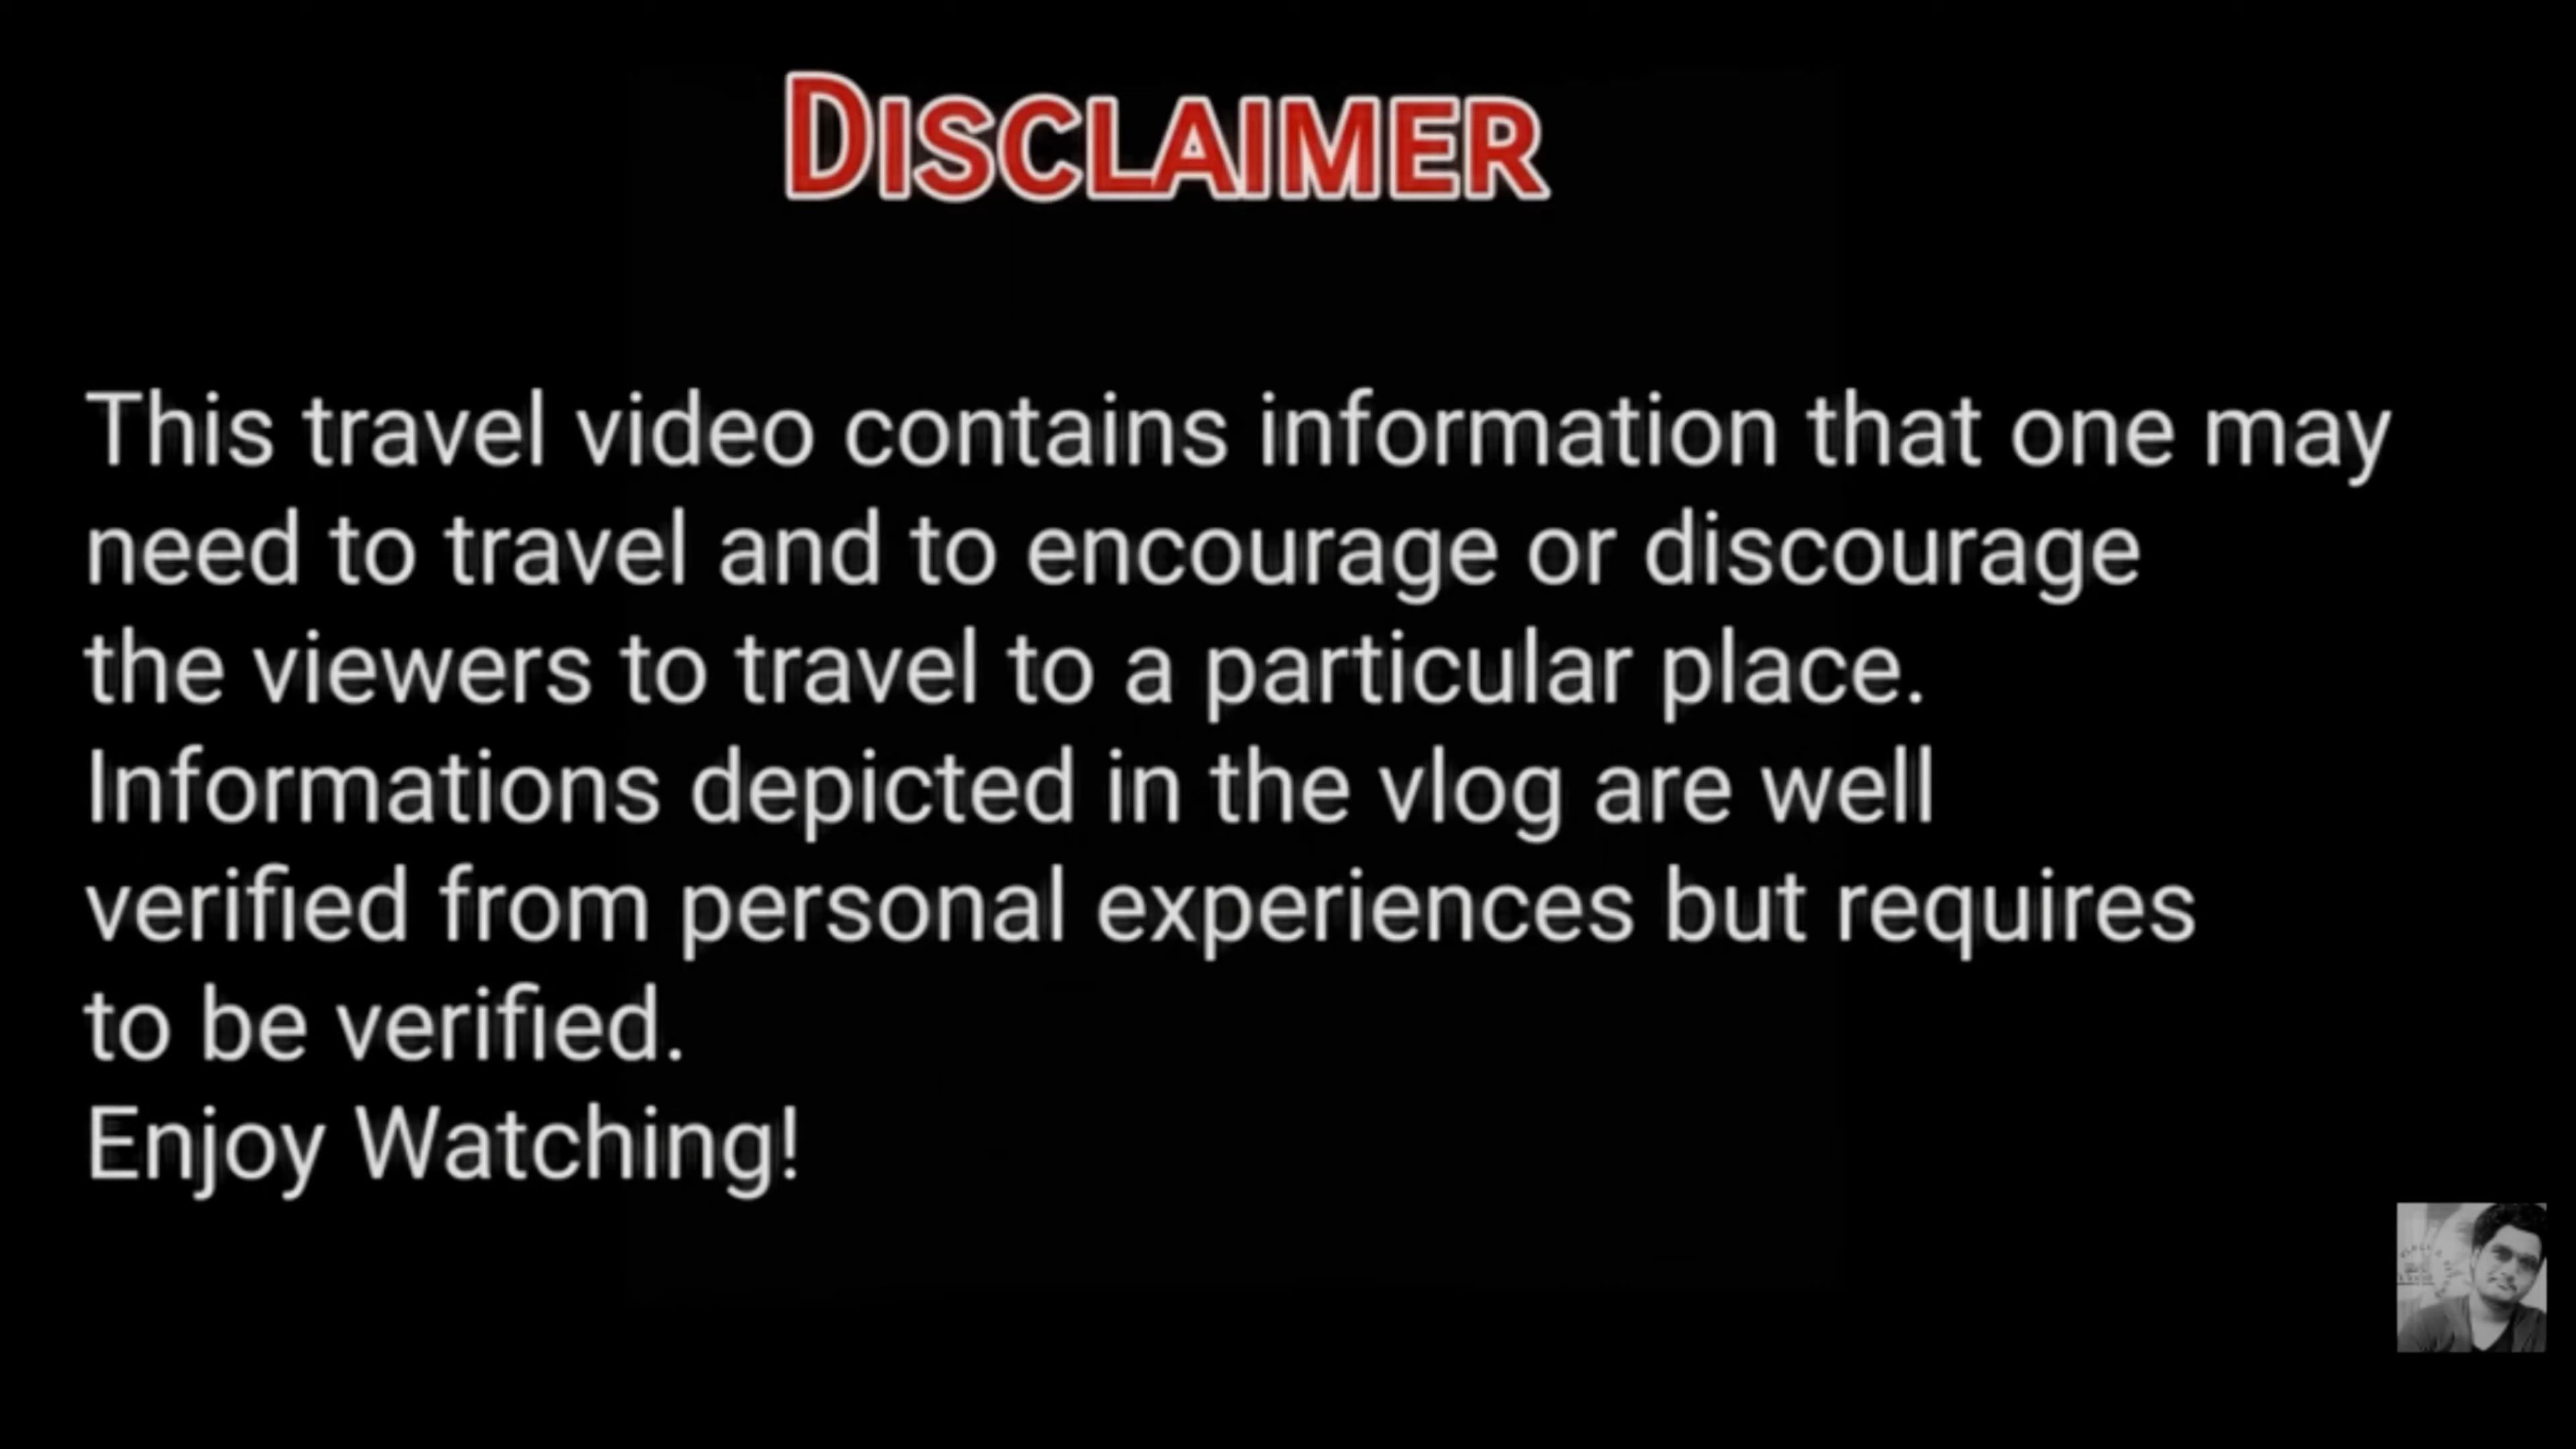 DISCLAIMER
This travel video contains information that one may
need to travel and to encourage or discourage
the viewers to travel to a particular place.
Informations depicted in the vlog are well
verified from personal experiences but requires
to be verified.
Enjoy Watching!